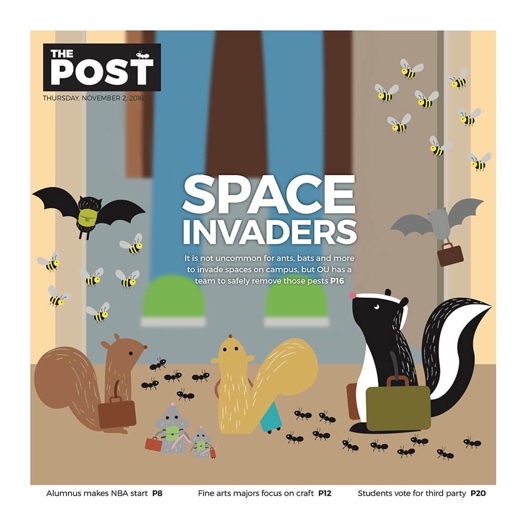 THE
POST
THURSDAY, NOVEMBER 2, 2016
SPACE
INVADERS
It is not uncommon for ants, bats and more
to invade spaces on campus, but OU has a
team to safely remove those pests P16
Alumnus makes NBA start P8 Fine arts majors focus on craft P12 Students vote for third party P20